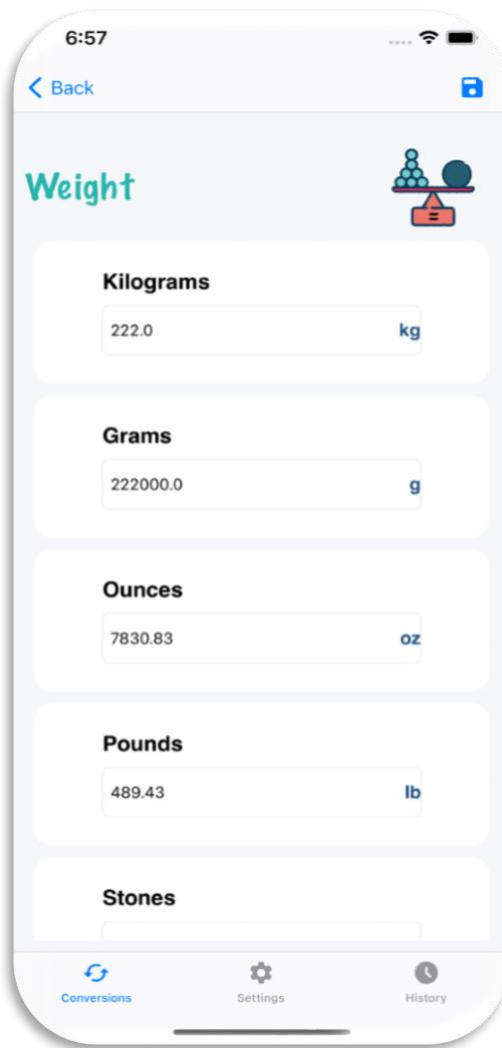 6:57
Back
Weight
Kilograms
222.0 kg
Grams
222000.0 g
Ounces
7830.83 oz
Pounds
489.43 lb
Stones
Conversions Settings History